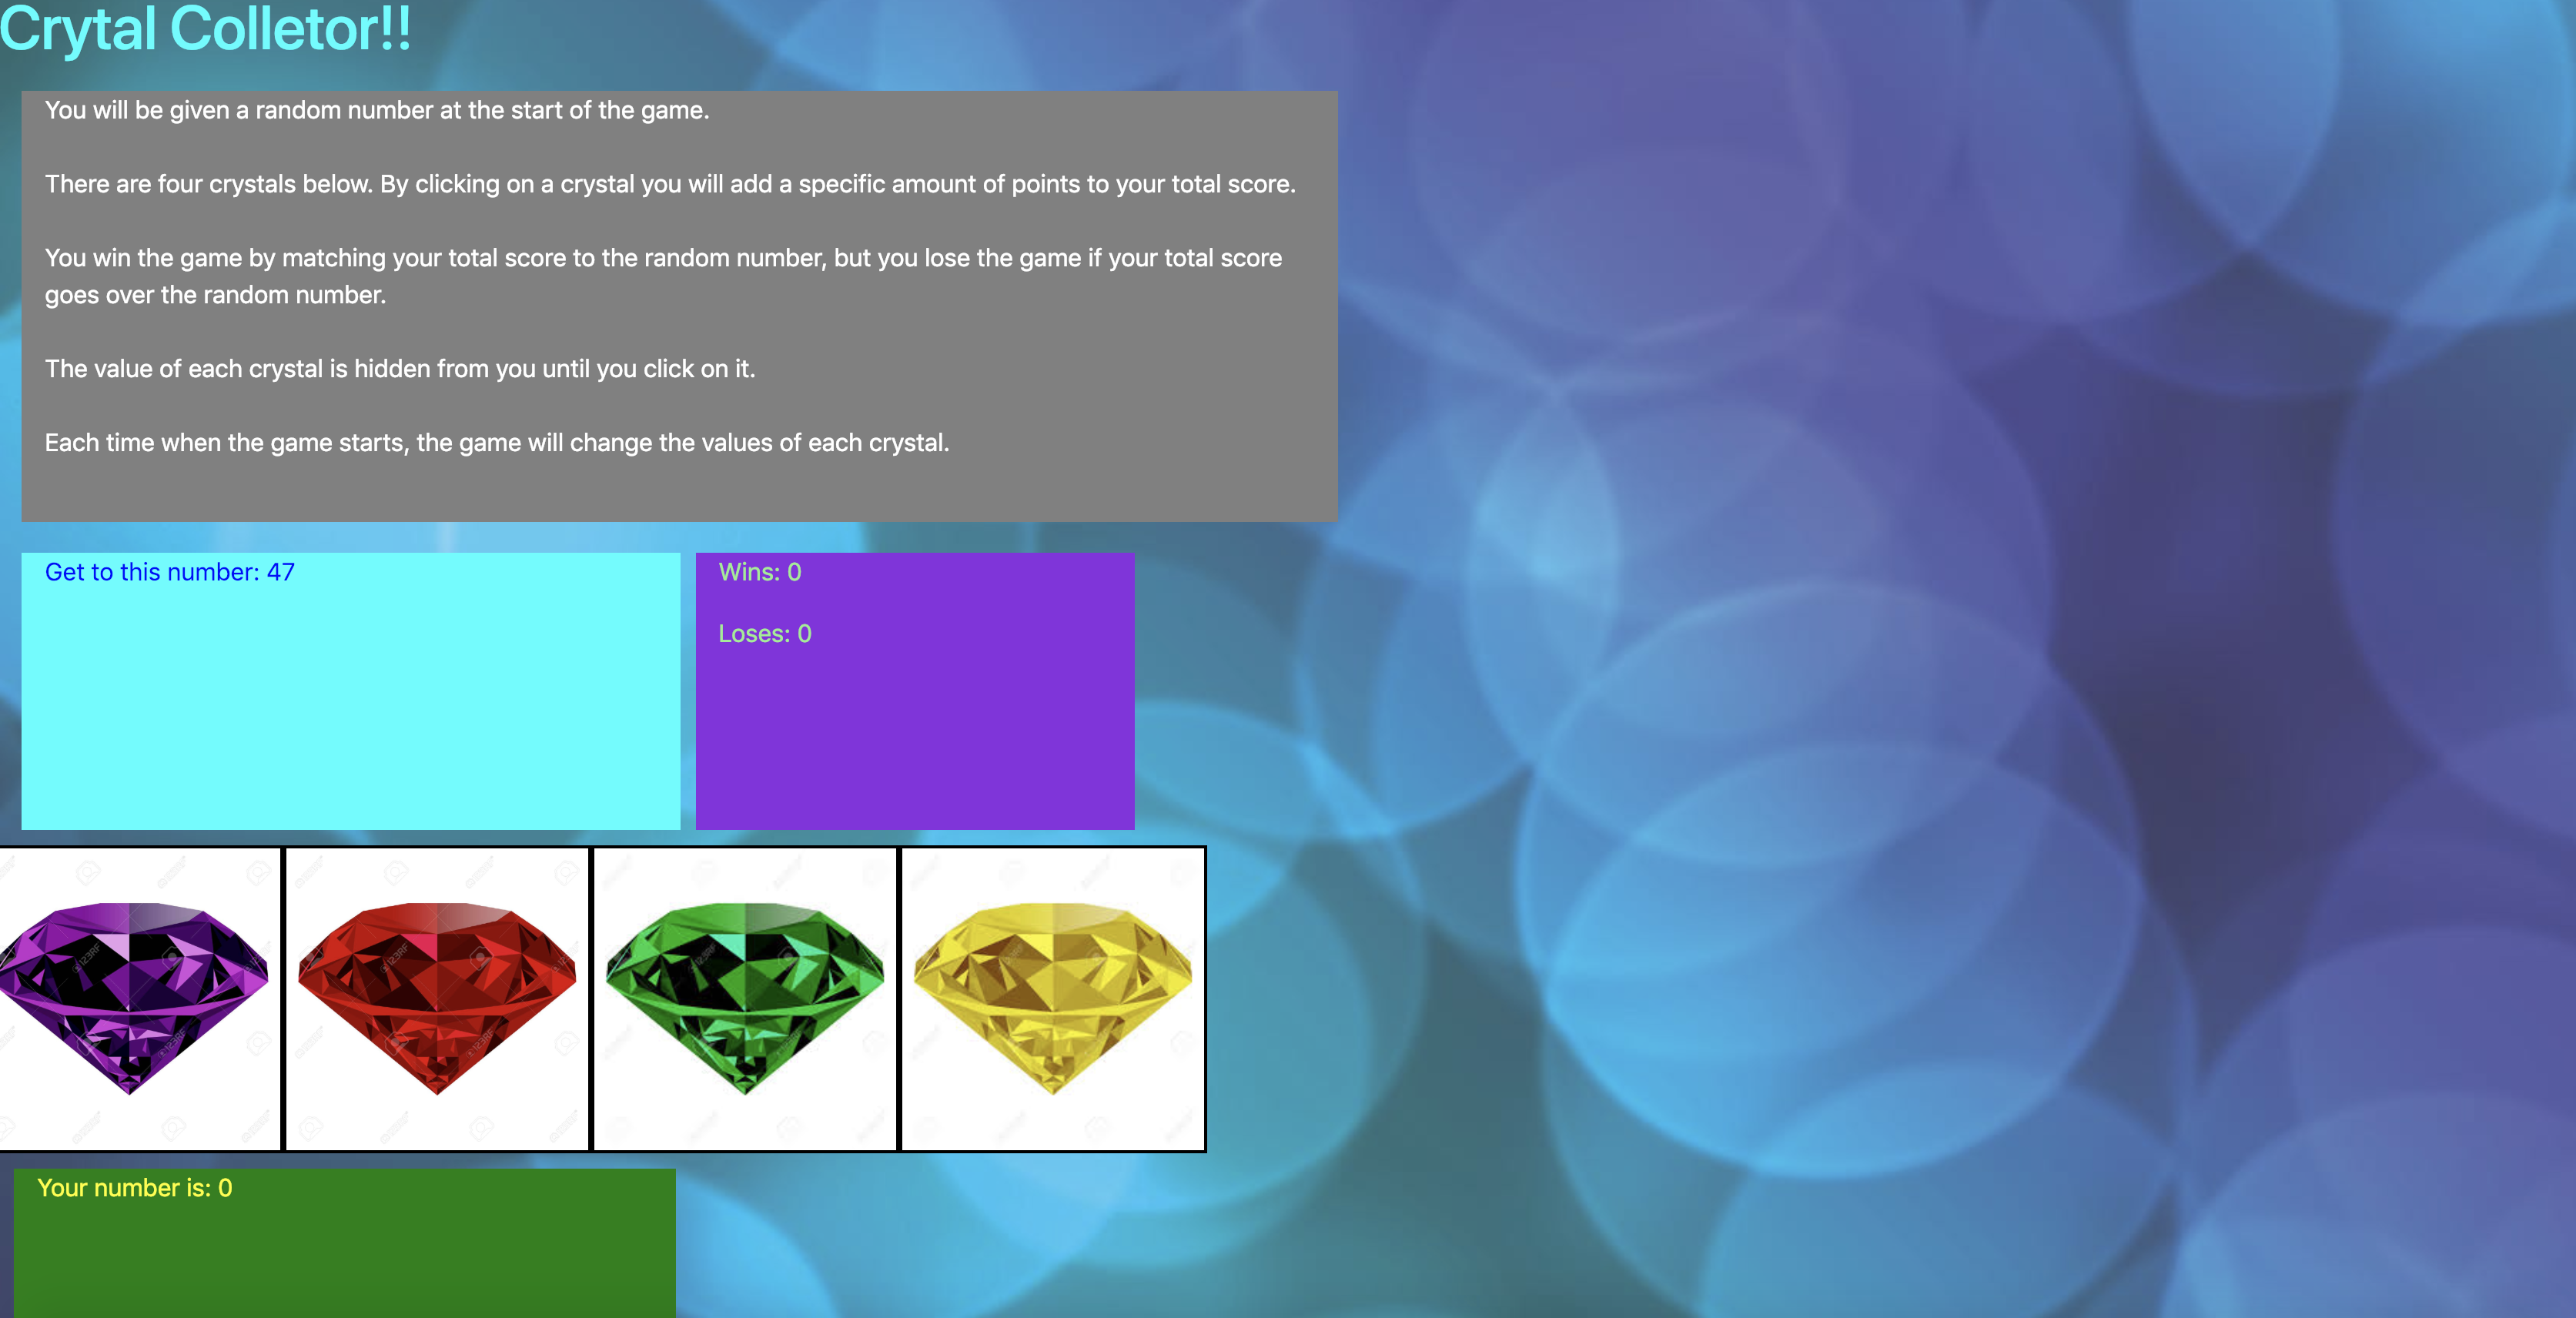 Crytal Colletor!!
You will be given a random number at the start of the game.
There are four crystals below. By clicking on a crystal you will add a specific amount of points to your total score.
You win the game by matching your total score to the random number, but you lose the game if your total score
goes over the random number.
The value of each crystal is hidden from you until you click on it.
Each time when the game starts, the game will change the values of each crystal.
Get to this number: 47
Wins: 0
Loses: 0
Your number is: 0